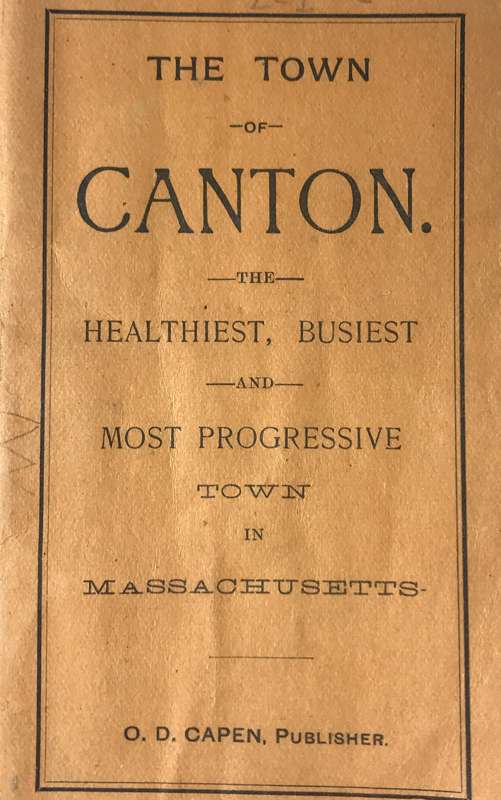 THE TOWN
—OF—
CANTON.
—THE—
HEALTHIEST, BUSIEST
—AND—
MOST PROGRESSIVE
TOWN
IN
MASSACHUSETTS-
O. D. CAPEN, PUBLISHER.